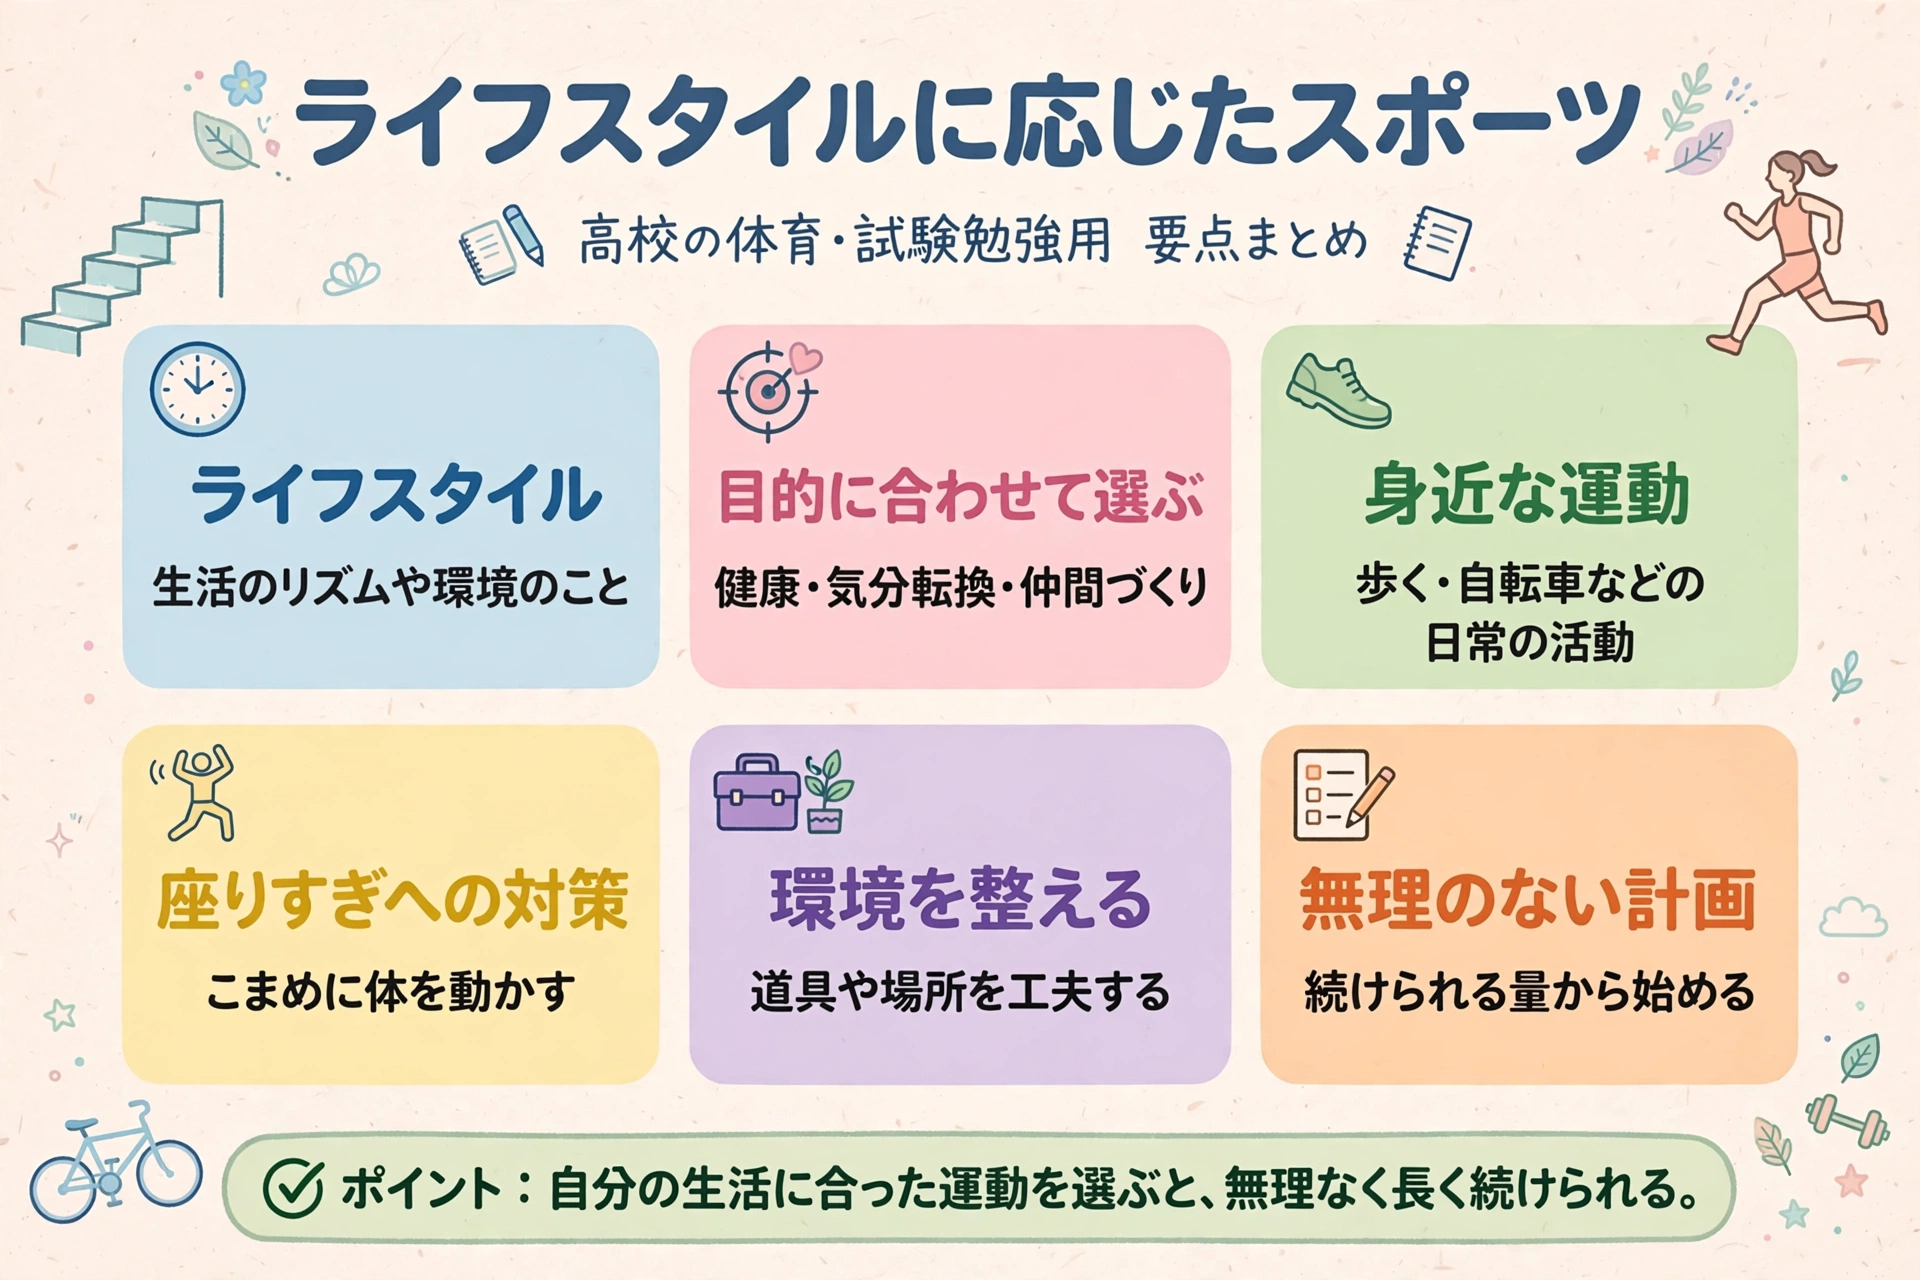 ライフスタイルに応じたスポーツ
高校の体育・試験勉強用 要点まとめ
ライフスタイル
生活のリズムや環境のこと
目的に合わせて選ぶ
健康・気分転換・仲間づくり
身近な運動
歩く・自転車などの
日常の活動
座りすぎへの対策
こまめに体を動かす
環境を整える
道具や場所を工夫する
無理のない計画
続けられる量から始める
ポイント：自分の生活に合った運動を選ぶと、無理なく長く続けられる。